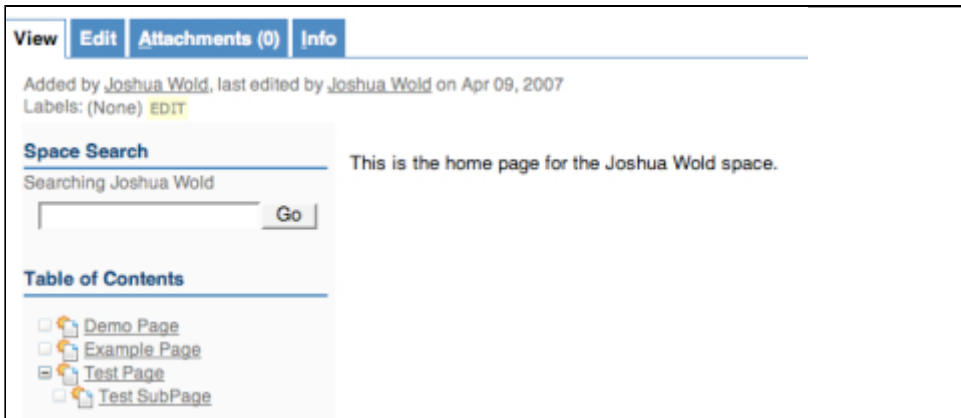 View Edit Attachments (0) Info
Added by Joshua Wold, last edited by Joshua Wold on Apr 09, 2007
Labels: (None) EDIT
Space Search
This is the home page for the Joshua Wold space.
Searching Joshua Wold
Go
Table of Contents
Demo Page
Example Page
Test Page
Test SubPage